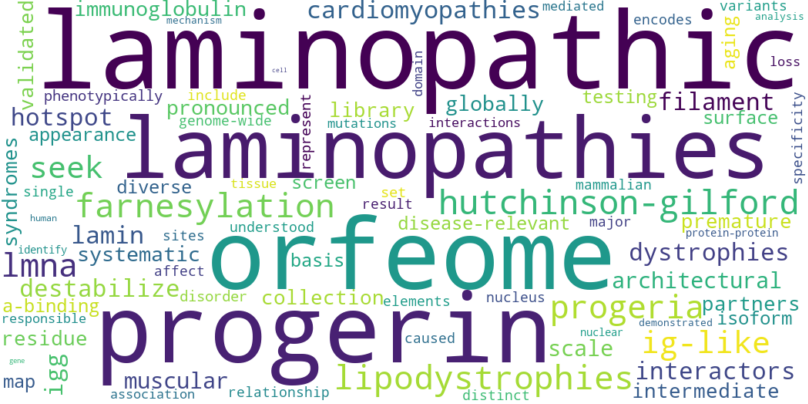 immunoglobulin
mechanism
cardiomyopathies
mediated
encodes
variants
analysis
validated
laminopathic
aging
loss
cell
domain
phenotypically
include
pronounced
library
globally
testing
filament
hotspot
genome-wide
mutations
interactions
surface
appearance
represent
laminopathies
specificity
seek
syndromes
single
diverse
tissue
screen
set
mammalian
result
farnesylation
hutchinson-gilford
human
lamin
sites
understood
disease-relevant
major
premature
protein-protein
identify
systematic
orfeome
basis
dystrophies
lmna
affect
destabilize
disorder
collection
elements
nucleus
architectural
a-binding
progerin
progeria
partners
responsible
caused
demonstrated
isoform
residue
nuclear
scale
ig-like
gene
igg
map
muscular
lipodystrophies
interactors
association
relationship
distinct
intermediate